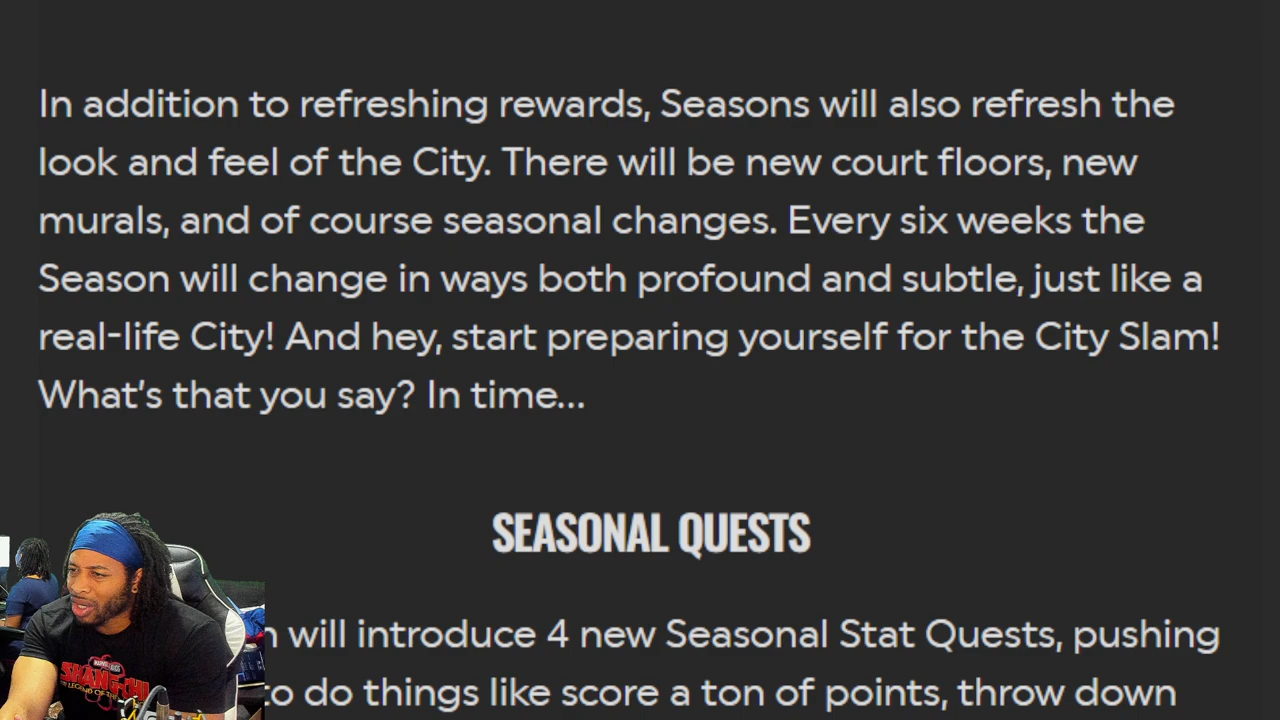 In addition to refreshing rewards, Seasons will also refresh the
look and feel of the City. There will be new court floors, new
murals, and of course seasonal changes. Every six weeks the
Season will change in ways both profound and subtle, just like a
real-life City! And hey, start preparing yourself for the City Slam!
What's that you say? In time...
SEASONAL QUESTS
will introduce 4 new Seasonal Stat Quests, pushing
to do things like score a ton of points, throw down
SHANG-CHI